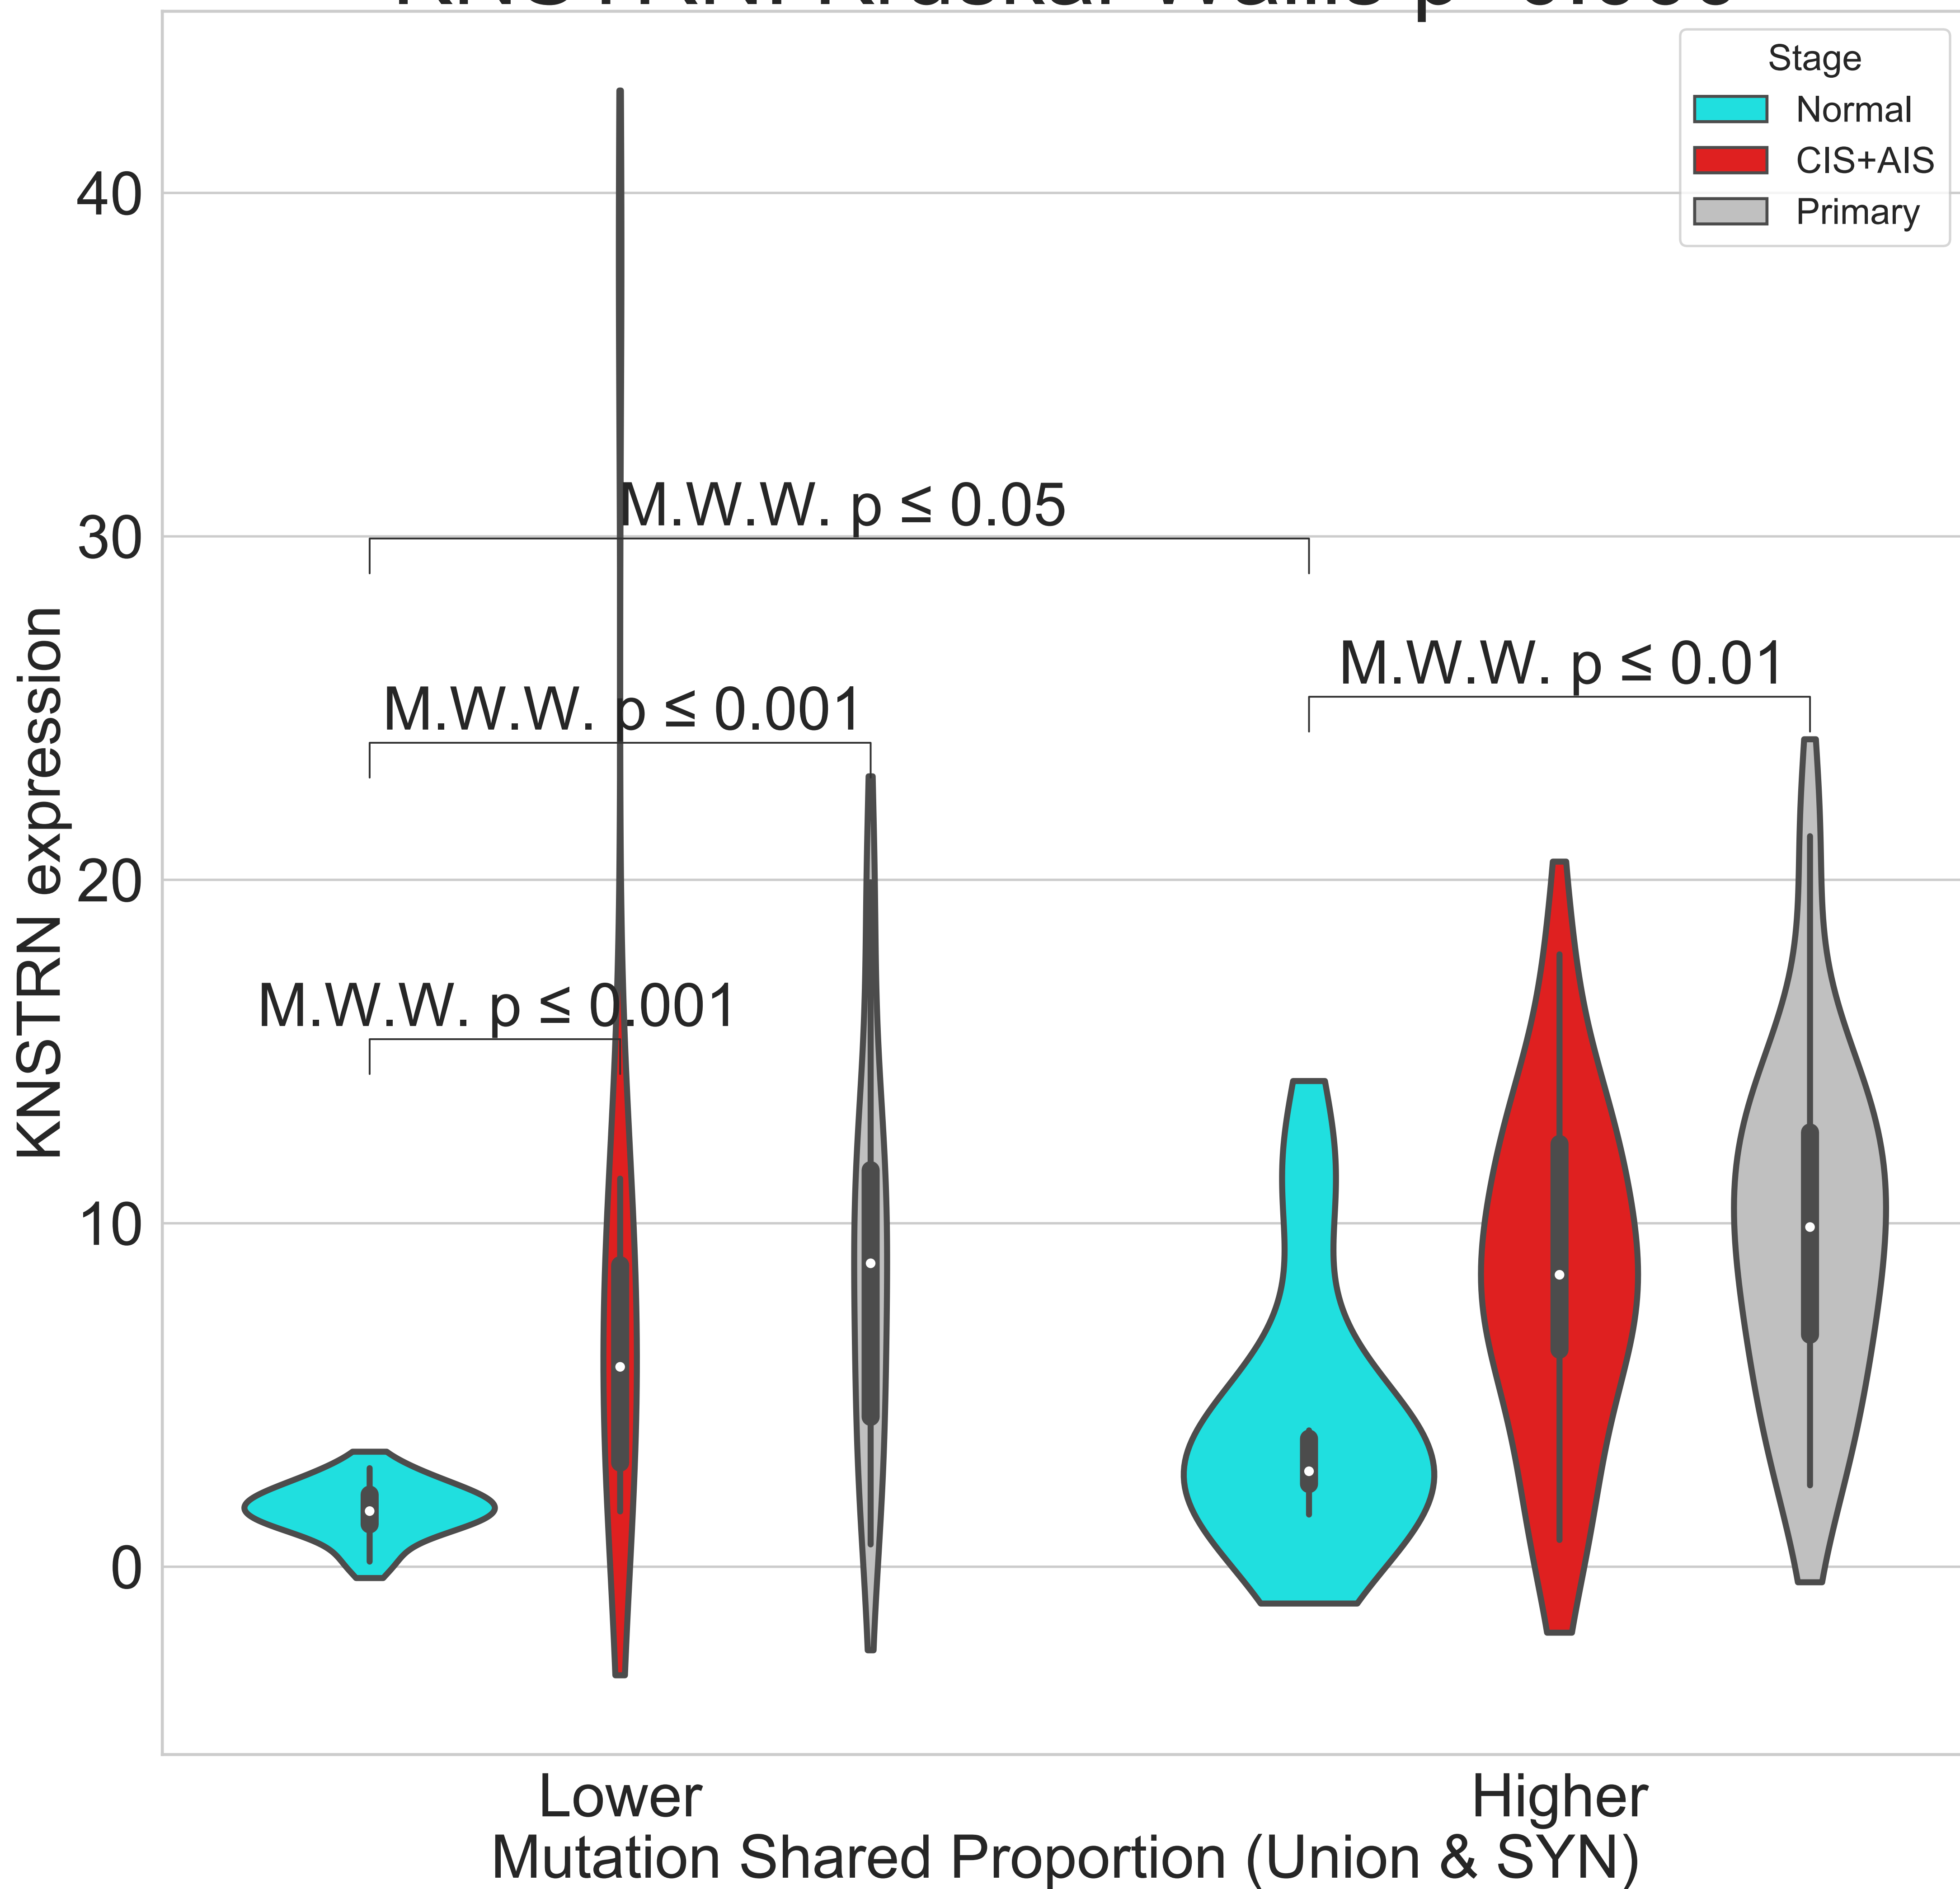 Stage
Normal
CIS+AIS
Primary
40
30
20
10
0
KNSTRN expression
M.W.W. p ≤ 0.05
M.W.W. p ≤ 0.01
M.W.W. p ≤ 0.001
M.W.W. p ≤ 0.001
Lower
Higher
Mutation Shared Proportion (Union & SYN)